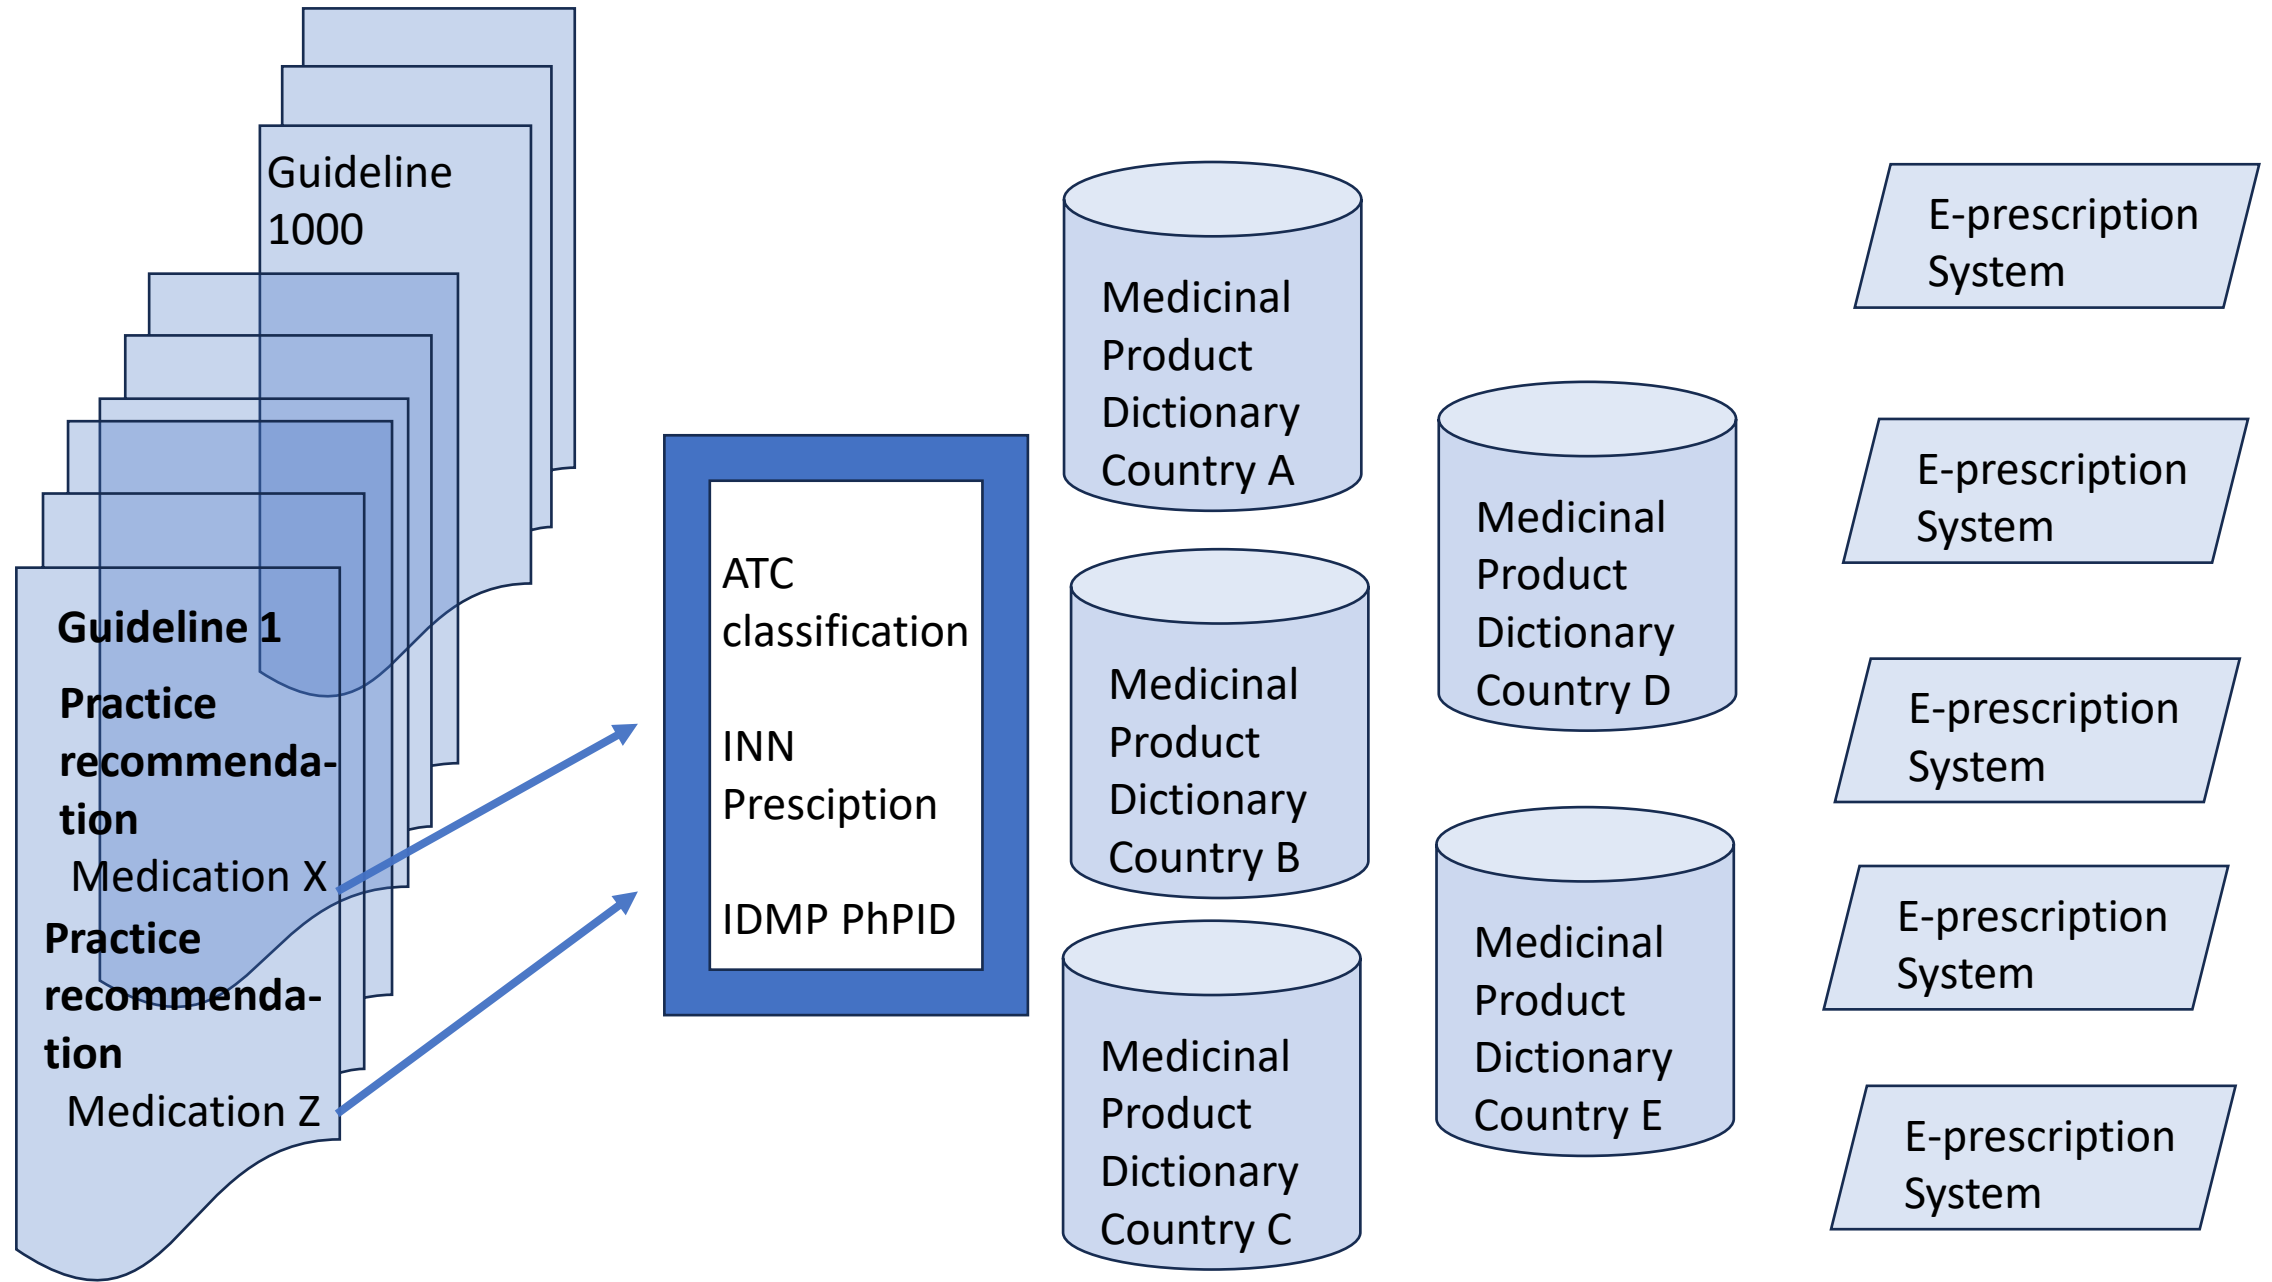 Guideline
1000
Guideline 1
Practice
recommenda-
tion
Medication X
Practice
recommenda-
tion
Medication Z
ATC
classification
INN
Presciption
IDMP PhPID
Medicinal
Product
Dictionary
Country A
Medicinal
Product
Dictionary
Country B
Medicinal
Product
Dictionary
Country C
Medicinal
Product
Dictionary
Country D
Medicinal
Product
Dictionary
Country E
E-prescription
System
E-prescription
System
E-prescription
System
E-prescription
System
E-prescription
System